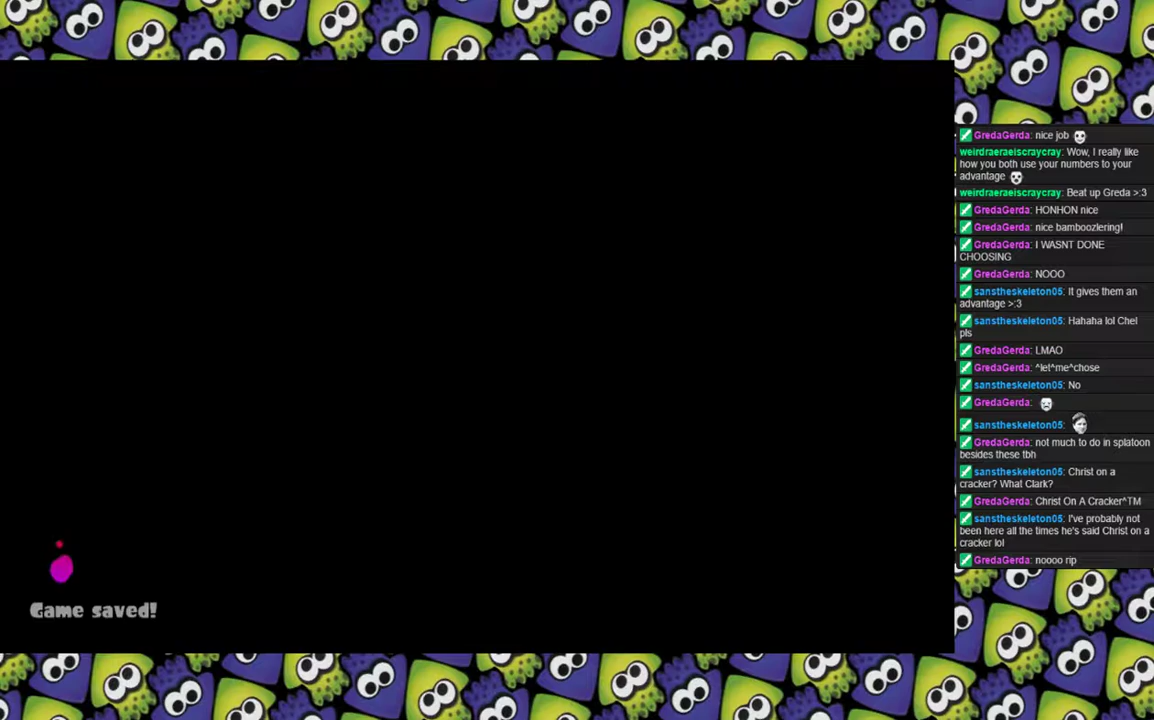 GredaGerda: nice job
weirdraeraeiscraycray: Wow, I really like
how you both use your numbers to your
advantage
weirdraeraeiscraycray: Beat up Greda >:3
GredaGerda: HONHON nice
GredaGerda: nice bamboozlering!
GredaGerda: I WASNT DONE
CHOOSING
GredaGerda: NOOO
sanstheskeleton05: It gives them an
advantage >:3
sanstheskeleton05: Hahaha lol Chel
pls
GredaGerda: LMAO
GredaGerda: ^let^me^chose
sanstheskeleton05: No
GredaGerda:
sanstheskeleton05:
GredaGerda: not much to do in splatoon
besides these tbh
sanstheskeleton05: Christ on a
cracker? What Clark?
GredaGerda: Christ On A Cracker^TM
sanstheskeleton05: I've probably not
been here all the times he's said Christ on a
cracker lol
GredaGerda: noooo rip
Game saved!